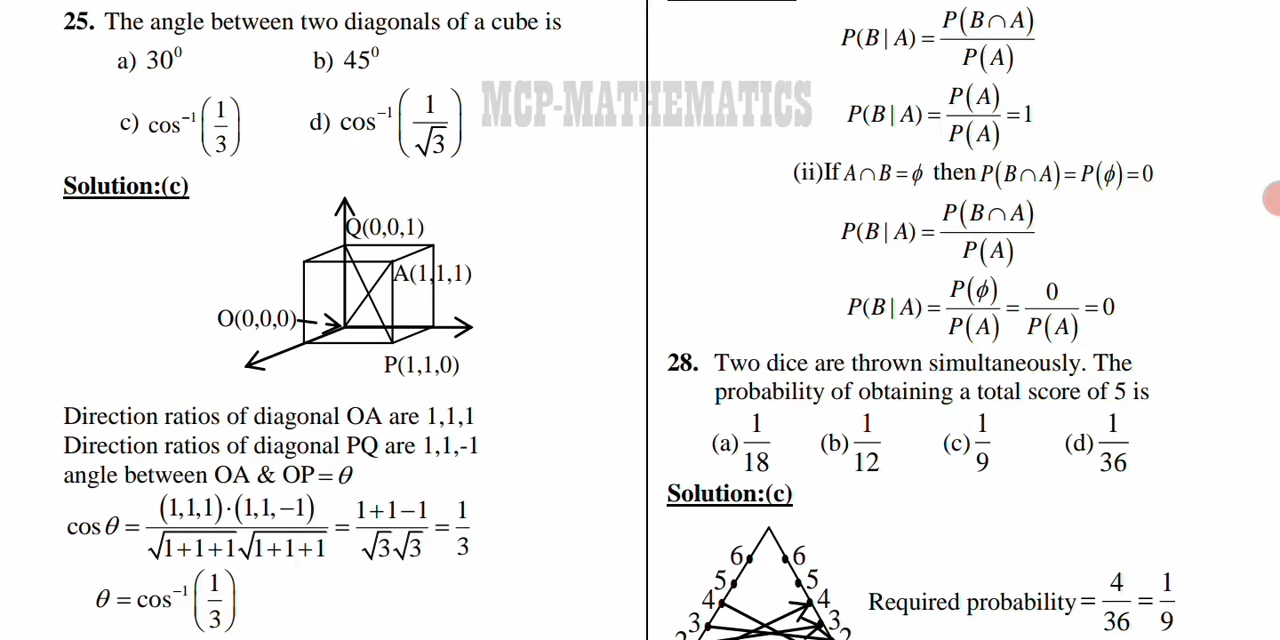 25. The angle between two diagonals of a cube is
a) 30⁰ b) 45⁰
c) cos⁻¹(1/3) d) cos⁻¹(1/√3)
Solution:(c)
Q(0,0,1)
A(1,1,1)
O(0,0,0)
P(1,1,0)
Direction ratios of diagonal OA are 1,1,1
Direction ratios of diagonal PQ are 1,1,-1
angle between OA & OP=θ
cosθ = (1,1,1)·(1,1,−1) / √1+1+1√1+1+1 = 1+1−1 / √3√3 = 1/3
θ = cos⁻¹(1/3)
MCP-MATHEMATICS
P(B|A) = P(B∩A) / P(A)
P(B|A) = P(A) / P(A) = 1
(ii)If A∩B=ϕ then P(B∩A)=P(ϕ)=0
P(B|A) = P(B∩A) / P(A)
P(B|A) = P(ϕ) / P(A) = 0 / P(A) = 0
28. Two dice are thrown simultaneously. The
probability of obtaining a total score of 5 is
(a) 1/18 (b) 1/12 (c) 1/9 (d) 1/36
Solution:(c)
6 6
5 5
4 4
3 3
Required probability = 4/36 = 1/9